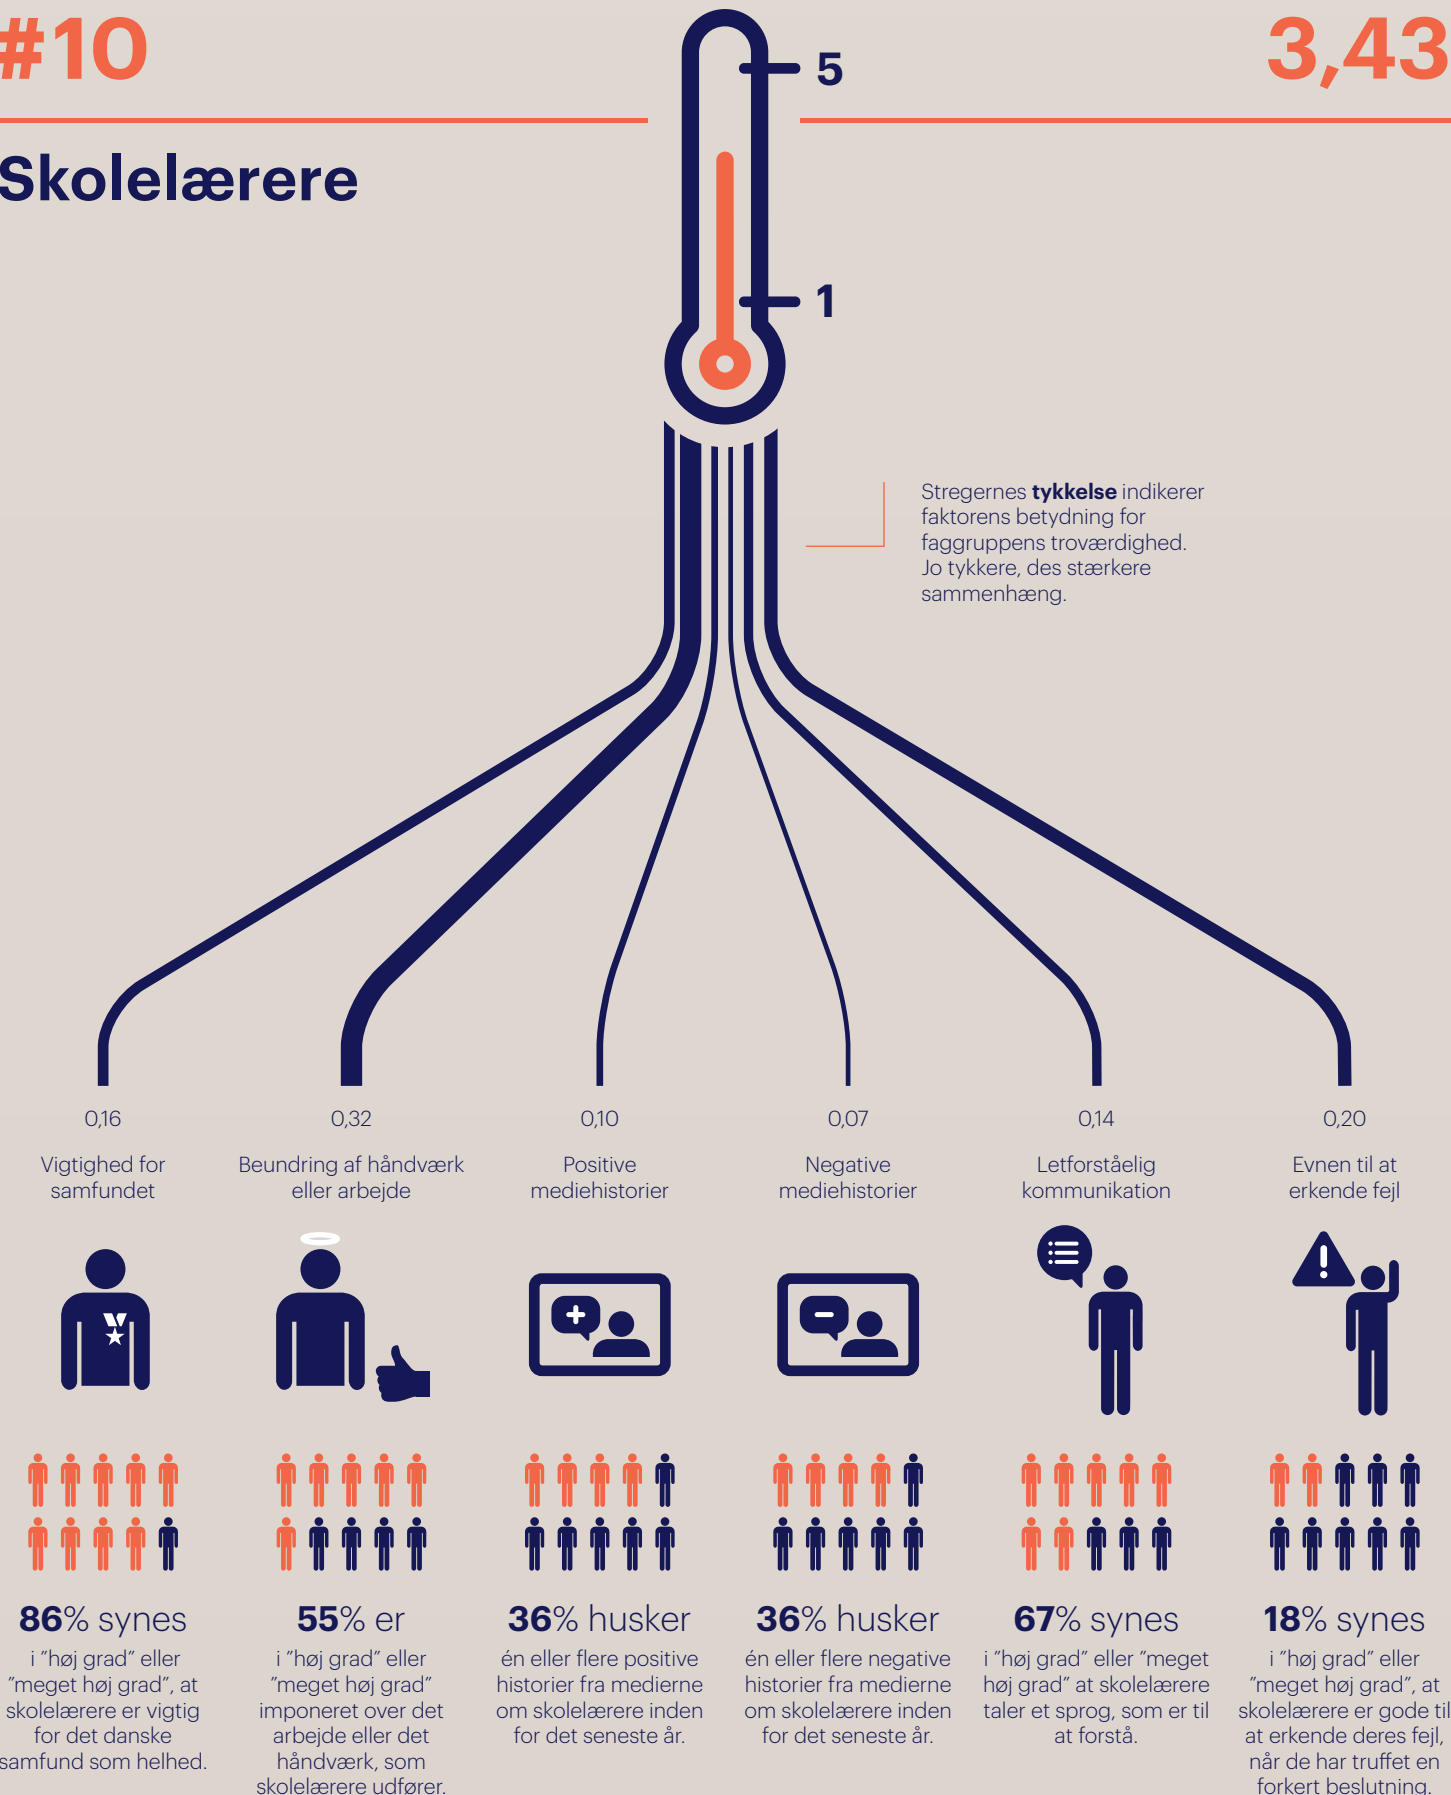 #10
3,43
Skolelærere
5
1
Stregernes tykkelse indikerer
faktorens betydning for
faggruppens troværdighed.
Jo tykkere, des stærkere
sammenhæng.
0,16
Vigtighed for
samfundet
0,32
Beundring af håndværk
eller arbejde
0,10
Positive
mediehistorier
0,07
Negative
mediehistorier
0,14
Letforståelig
kommunikation
0,20
Evnen til at
erkende fejl
86% synes
i ”høj grad” eller
”meget høj grad”, at
skolelærere er vigtig
for det danske
samfund som helhed.
55% er
i ”høj grad” eller
”meget høj grad”
imponeret over det
arbejde eller det
håndværk, som
skolelærere udfører.
36% husker
én eller flere positive
historier fra medierne
om skolelærere inden
for det seneste år.
36% husker
én eller flere negative
historier fra medierne
om skolelærere inden
for det seneste år.
67% synes
i ”høj grad” eller ”meget
høj grad” at skolelærere
taler et sprog, som er til
at forstå.
18% synes
i ”høj grad” eller
”meget høj grad”, at
skolelærere er gode til
at erkende deres fejl,
når de har truffet en
forkert beslutning.